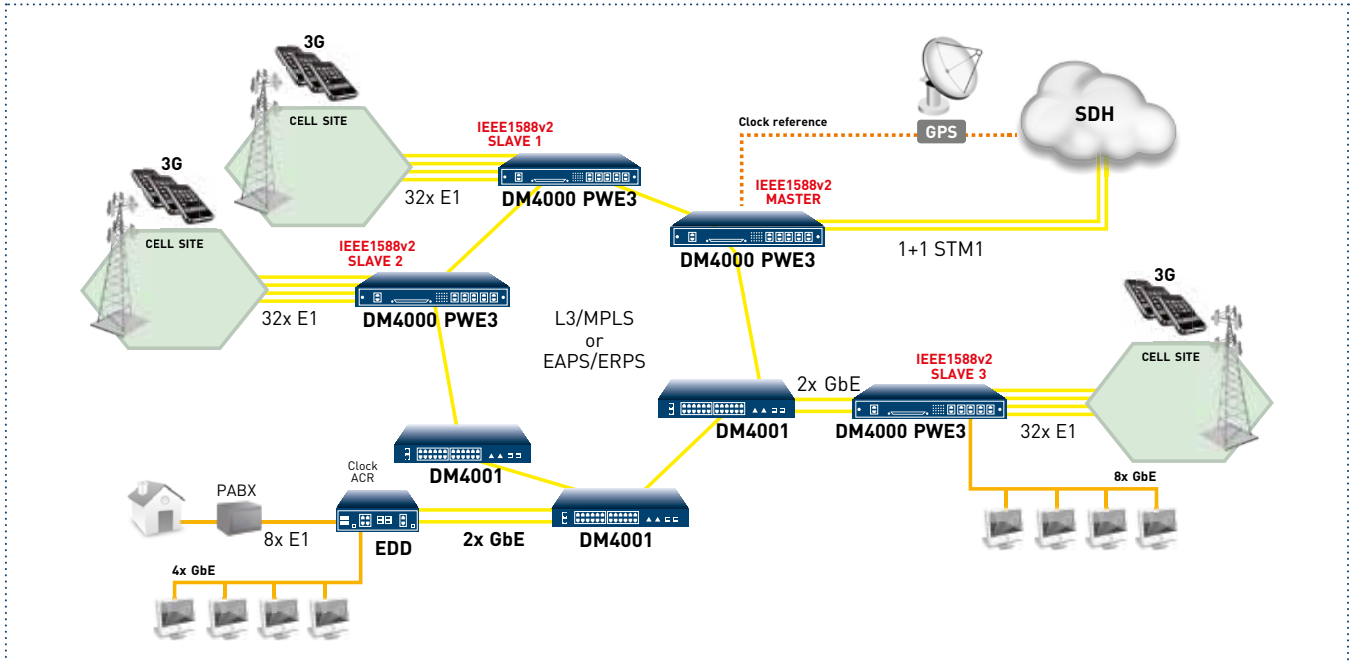 3G
CELL SITE
IEEE1588v2
SLAVE 1
32x E1
DM4000 PWE3
Clock reference
GPS
SDH
IEEE1588v2
MASTER
DM4000 PWE3
1+1 STM1
3G
CELL SITE
IEEE1588v2
SLAVE 2
32x E1
DM4000 PWE3
L3/MPLS
or
EAPS/ERPS
3G
CELL SITE
IEEE1588v2
SLAVE 3
2x GbE
DM4001
DM4000 PWE3
32x E1
8x GbE
DM4001
Clock
ACR
PABX
8x E1
EDD
2x GbE
DM4001
4x GbE